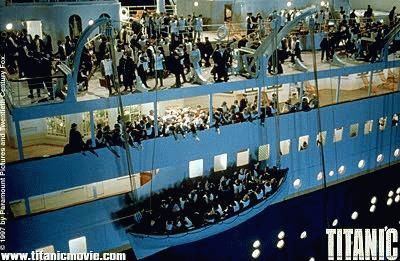 © 1997 by Paramount Pictures and Twentieth Century Fox.
www.titanicmovie.com
TITANIC